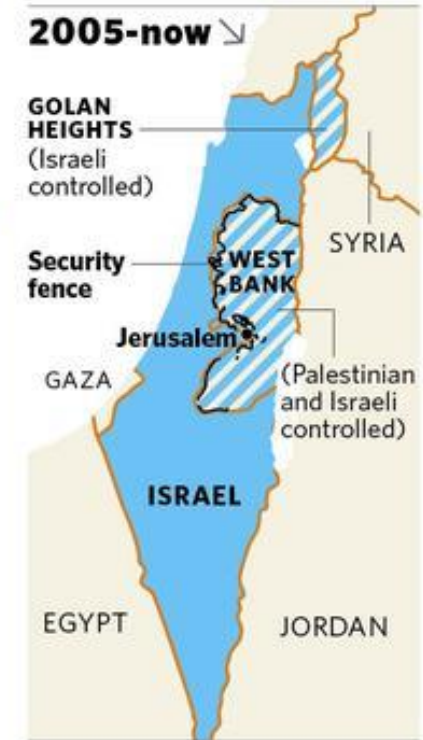 2005-now
GOLAN
HEIGHTS
(Israeli
controlled)
SYRIA
Security
fence
WEST
BANK
Jerusalem
GAZA
(Palestinian
and Israeli
controlled)
ISRAEL
EGYPT
JORDAN